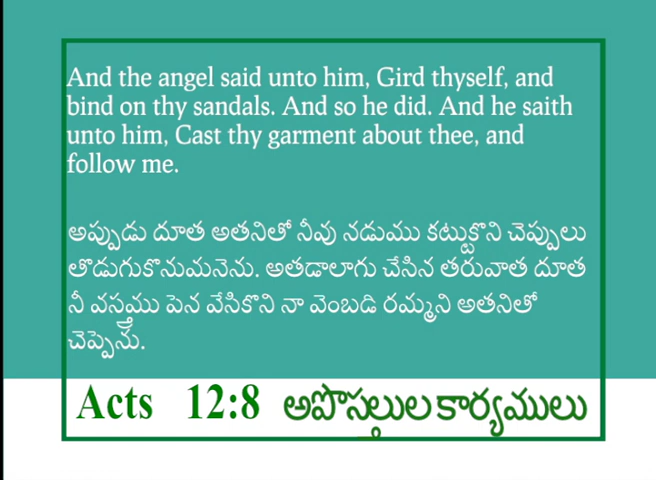 And the angel said unto him, Gird thyself, and
bind on thy sandals. And so he did. And he saith
unto him, Cast thy garment about thee, and
follow me.
అప్పుడు దూత అతనితో నీవు నడుము కట్టుకొని చెప్పులు
తొడుగుకొనుమనెను. అతడాలాగు చేసిన తరువాత దూత
నీ వస్త్రము పైన వేసికొని నా వెంబడి రమ్మని అతనితో
చెప్పెను.
Acts 12:8 అపొస్తలుల కార్యములు